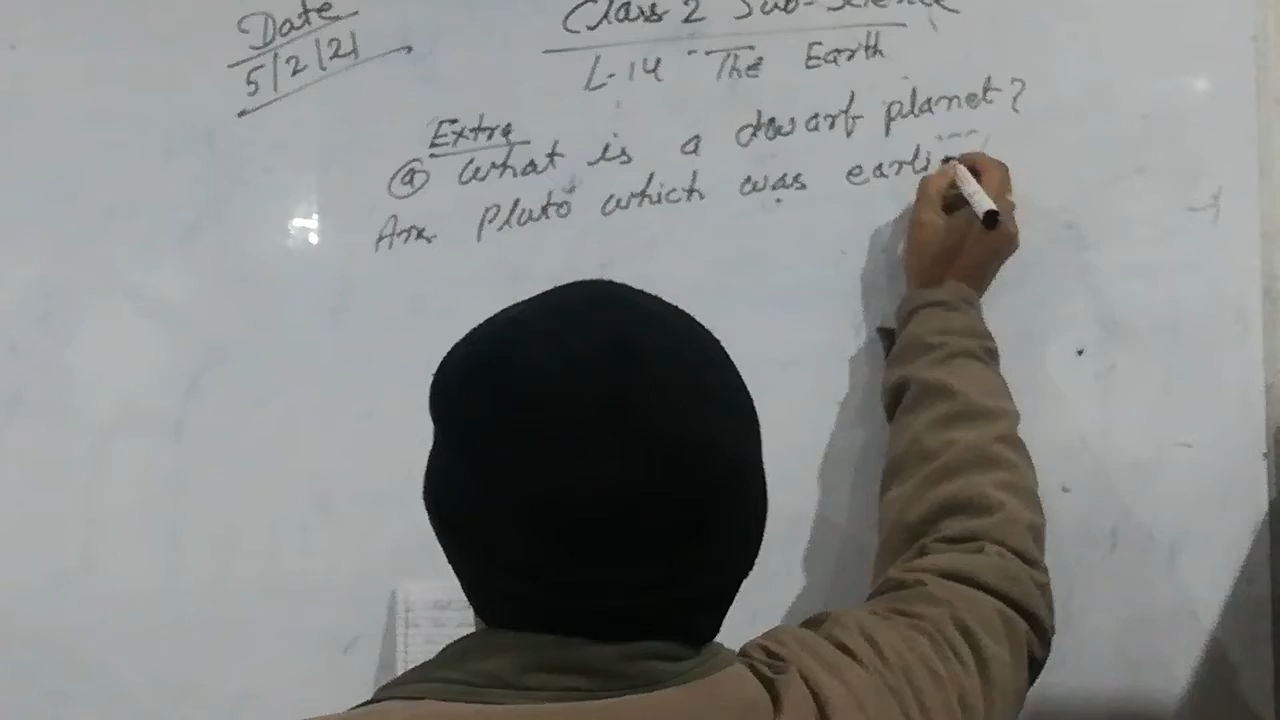 Date
5/2/21
Class 2 Sub-Science
L-14 The Earth
Extra
Q What is a dwarf planet?
Ans Pluto which was earli